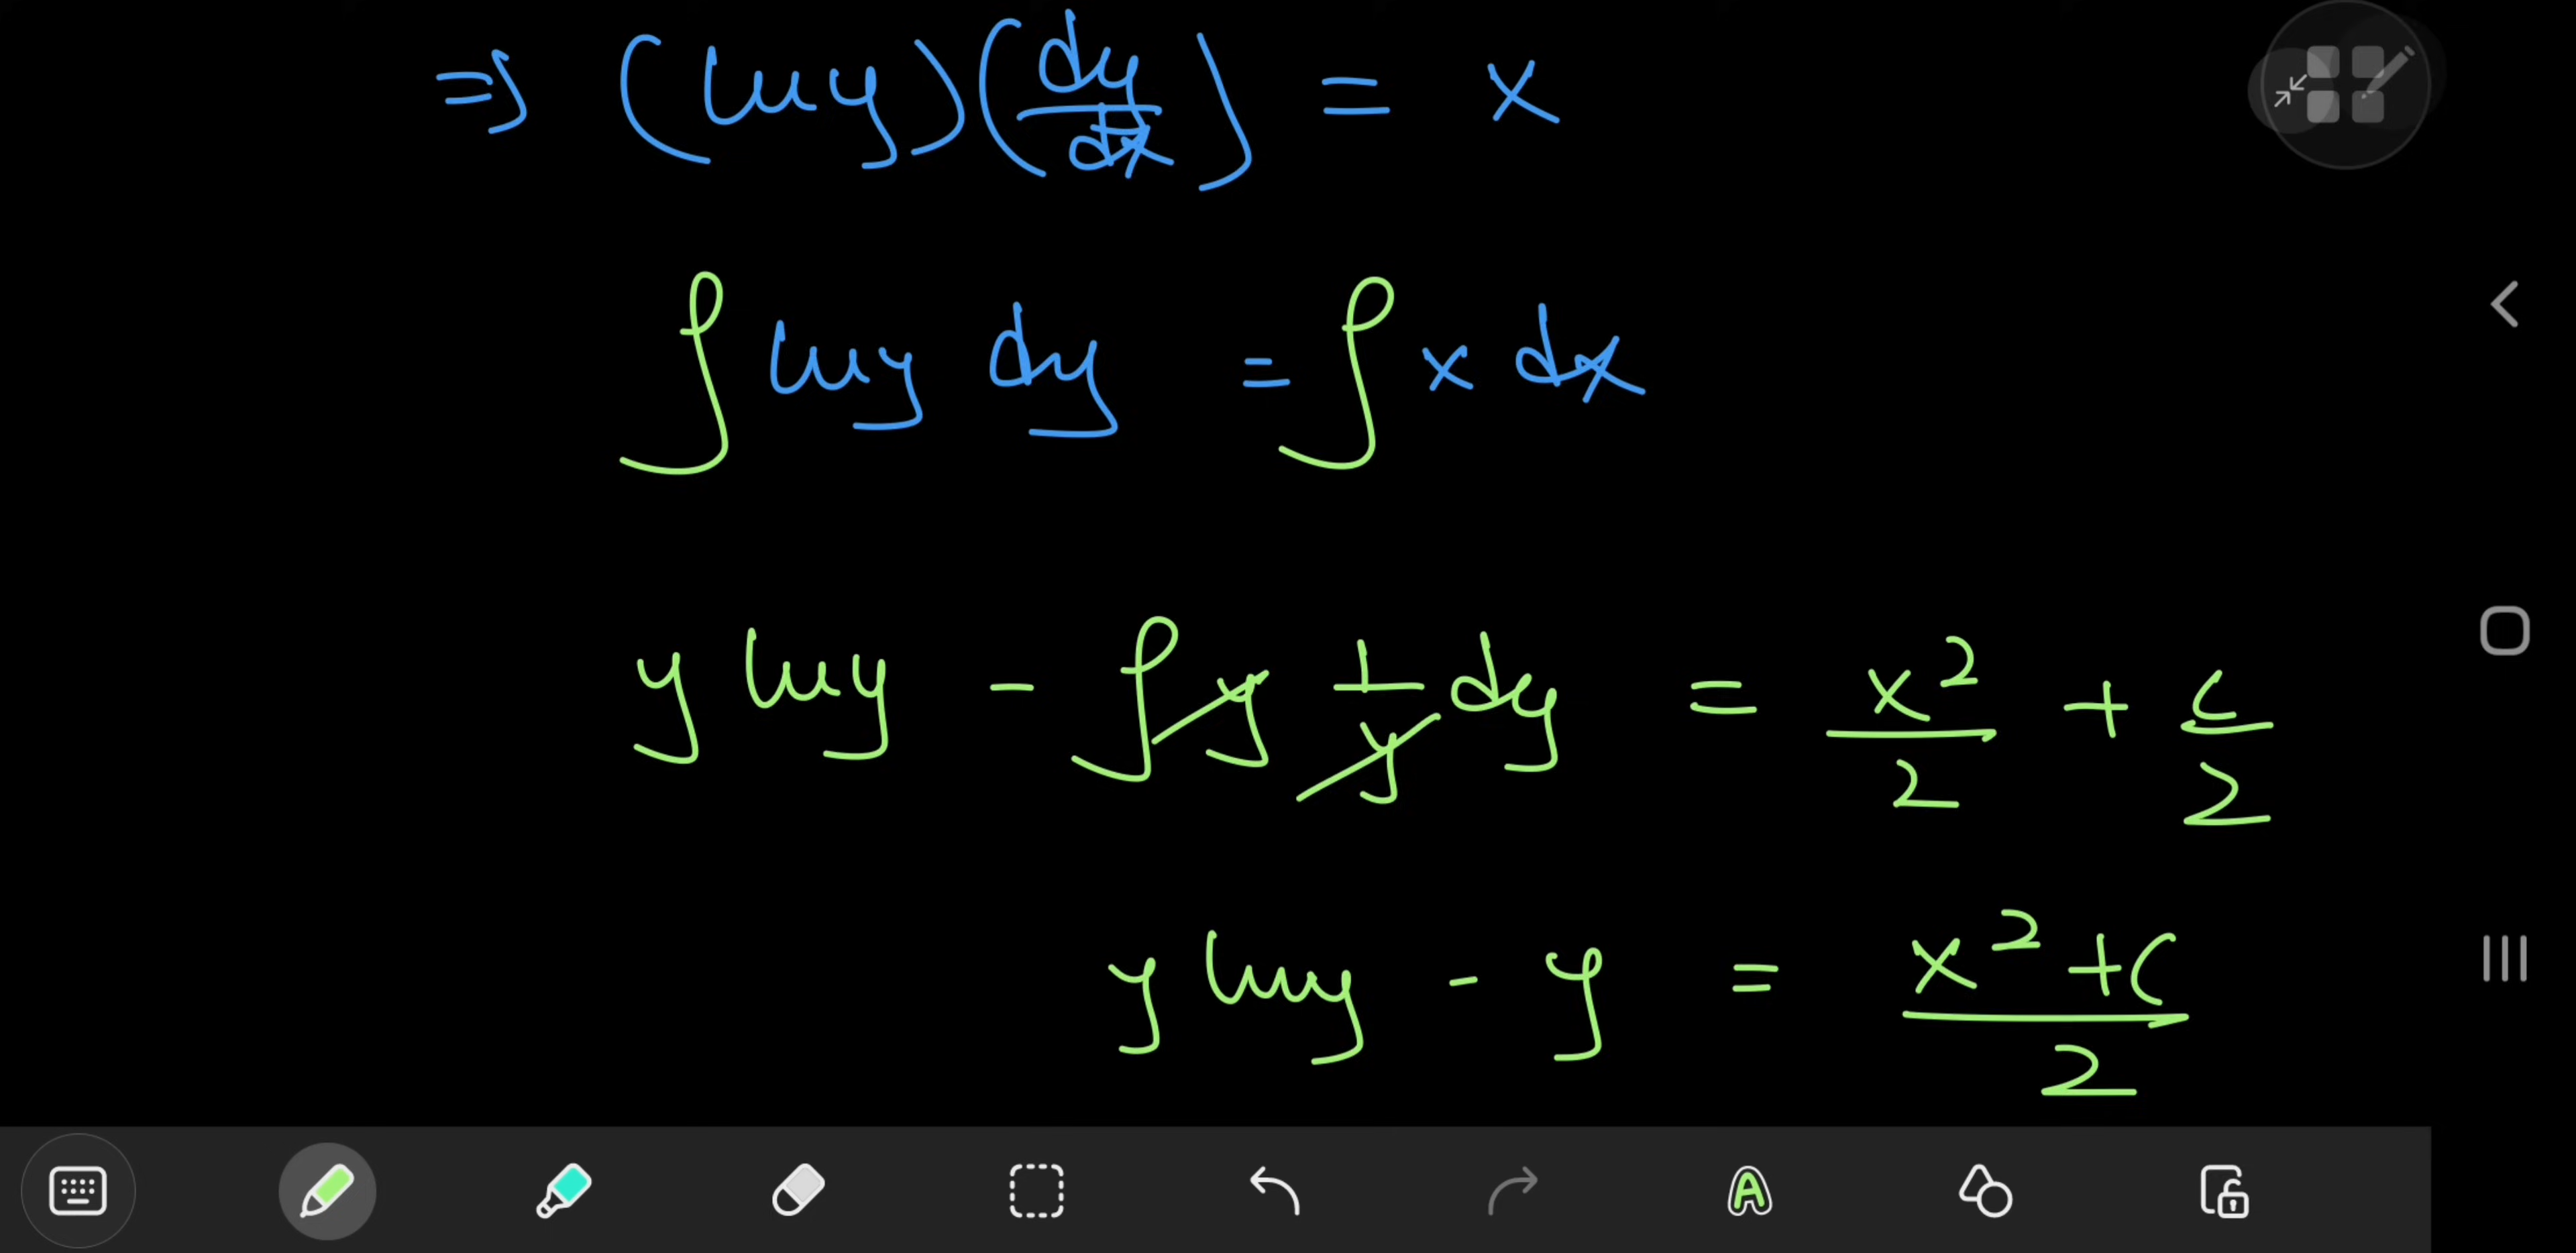 ⇒ (ln y)(dy/dx) = x
∫ ln y dy = ∫ x dx
y ln y - ∫ y 1/y dy = x²/2 + c/2
y ln y - y = (x² + C)/2
A